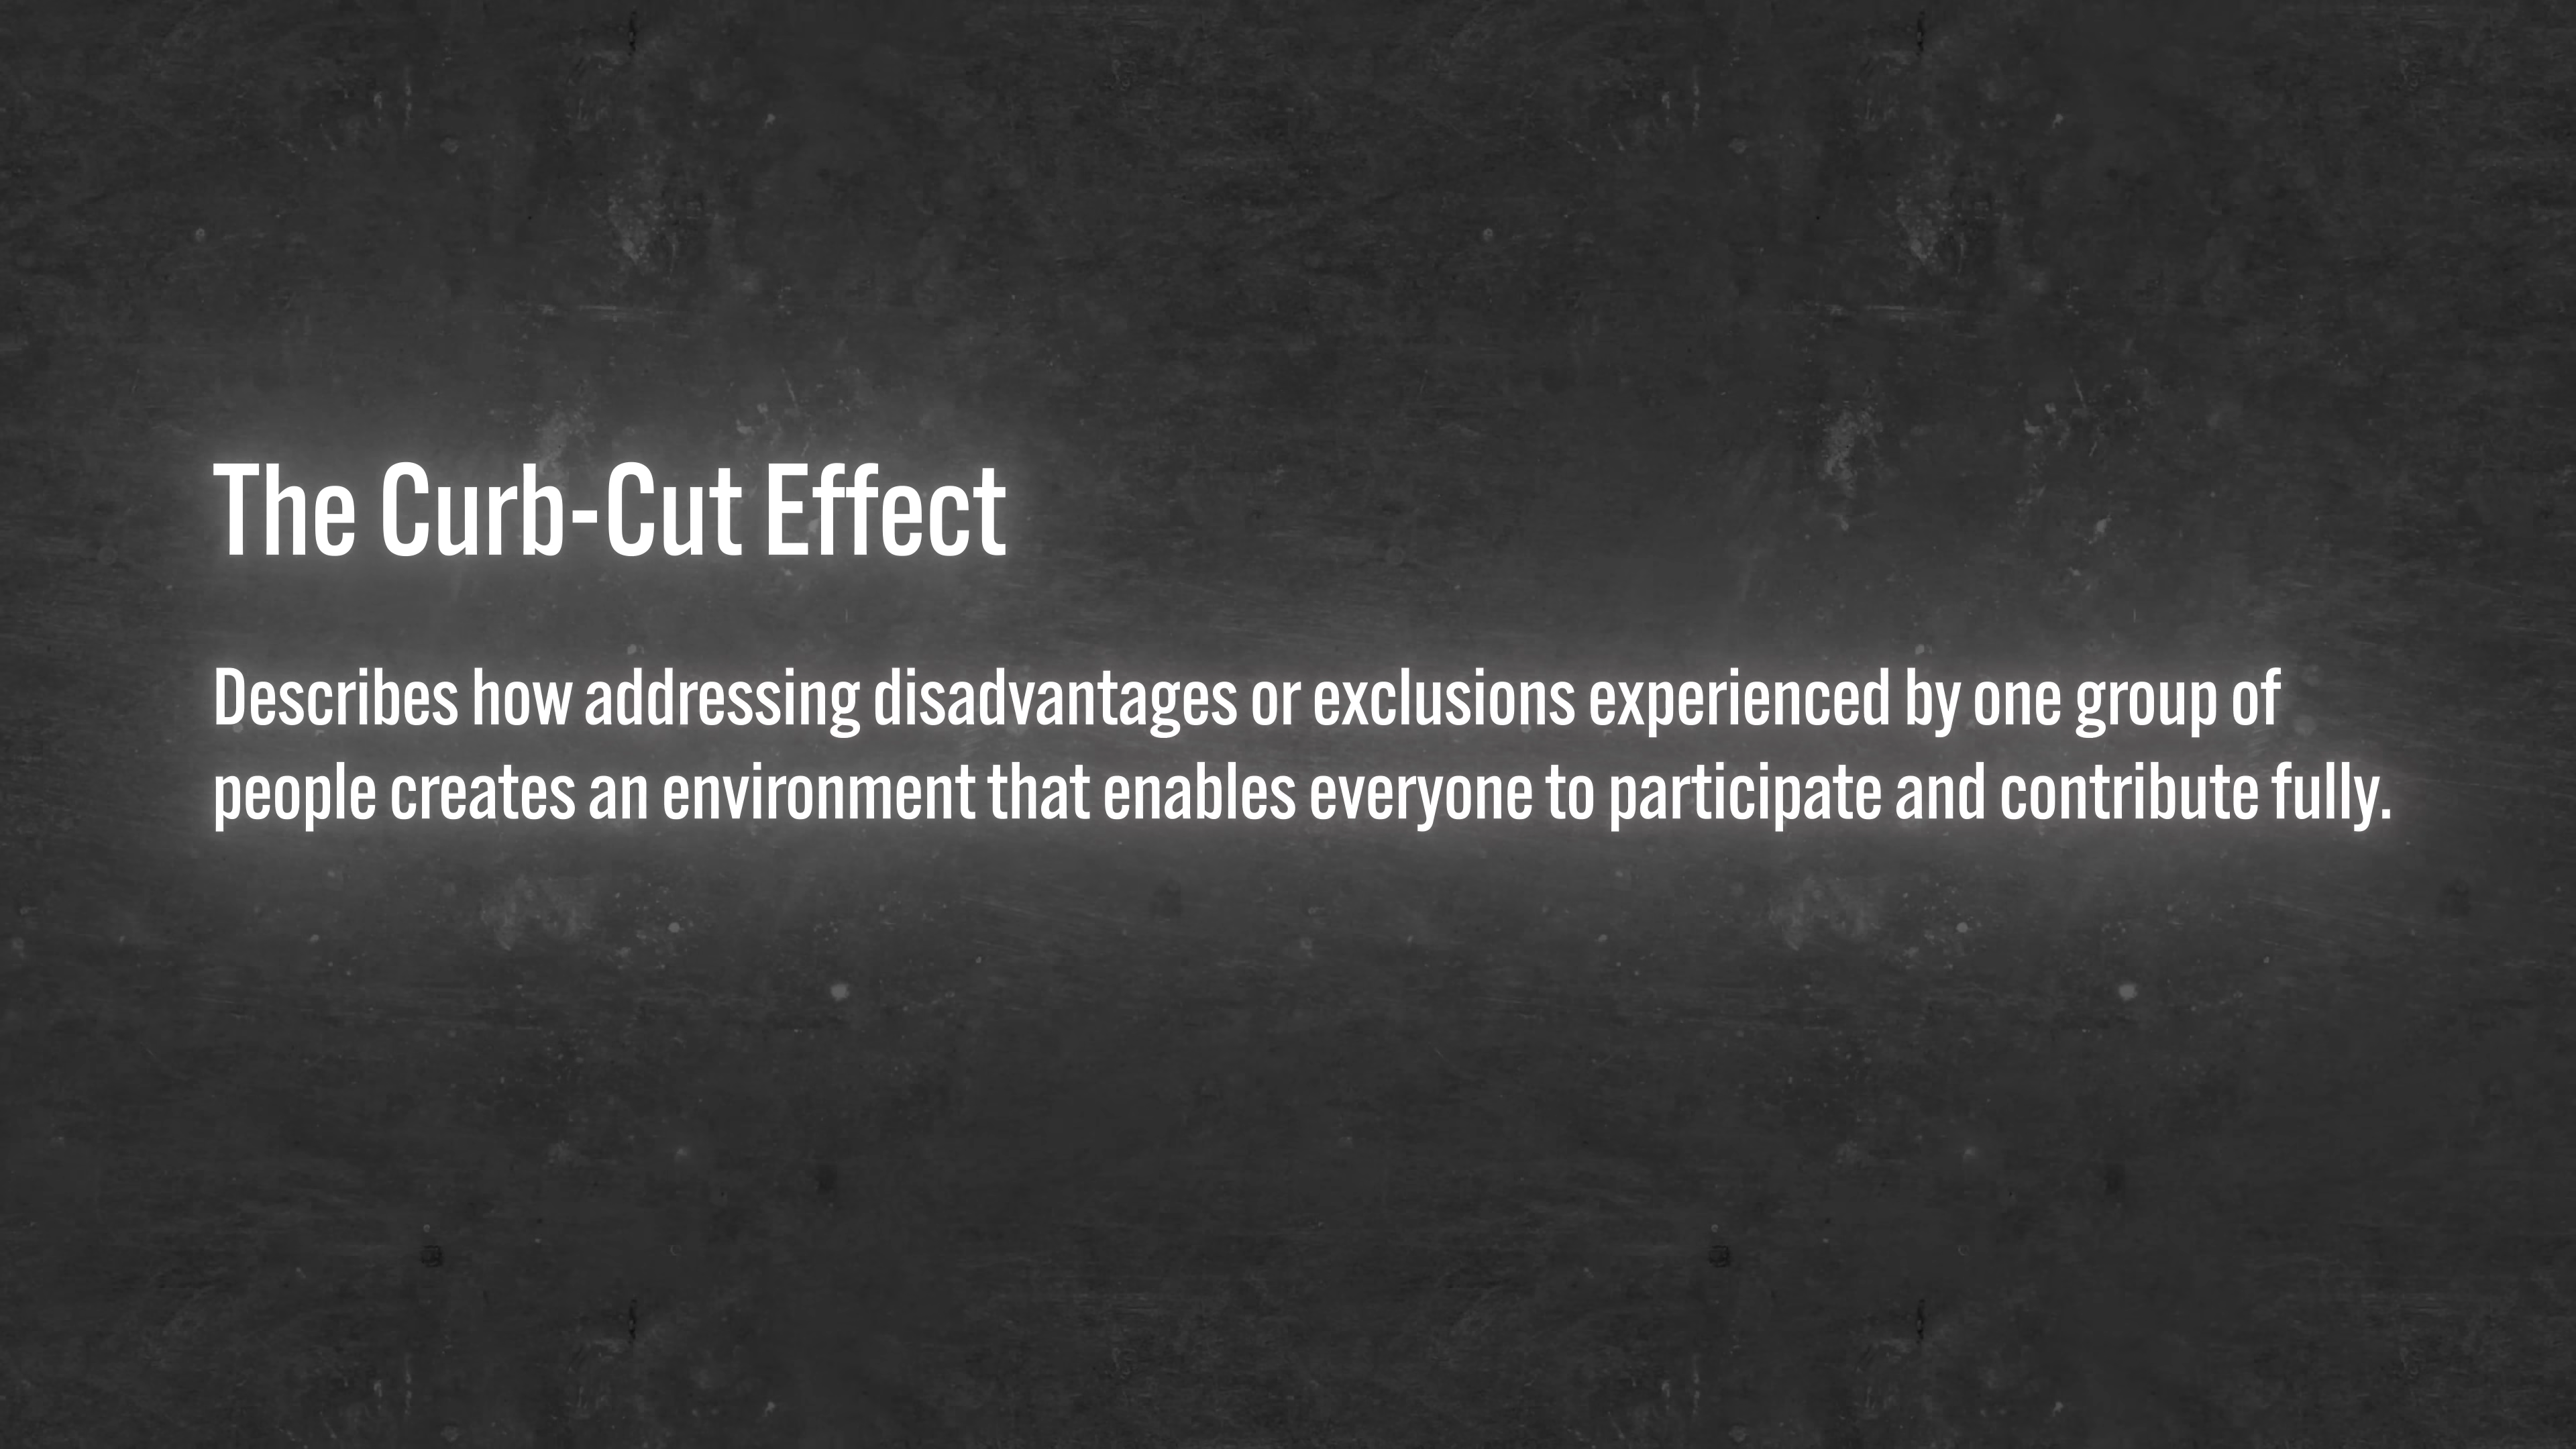 The Curb-Cut Effect
Describes how addressing disadvantages or exclusions experienced by one group of
people creates an environment that enables everyone to participate and contribute fully.